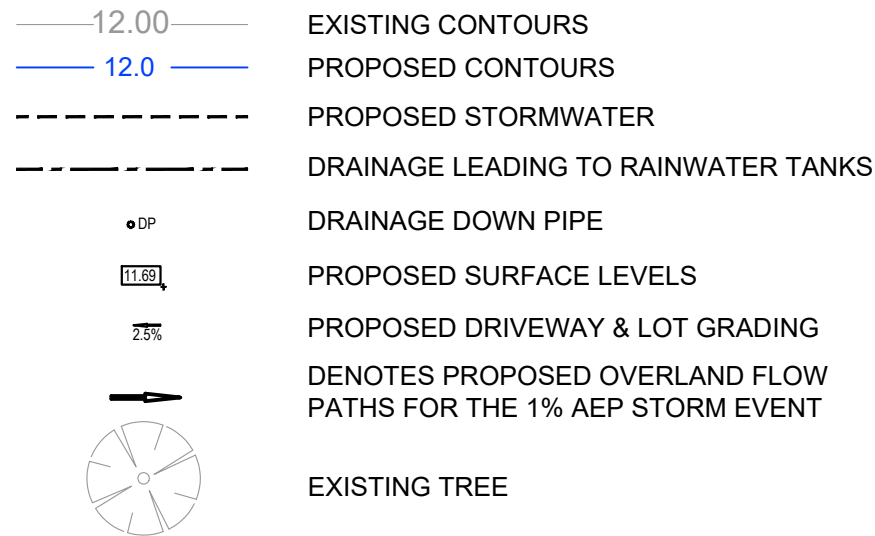 12.00 EXISTING CONTOURS
12.0 PROPOSED CONTOURS
PROPOSED STORMWATER
DRAINAGE LEADING TO RAINWATER TANKS
DP DRAINAGE DOWN PIPE
11.69 PROPOSED SURFACE LEVELS
2.5% PROPOSED DRIVEWAY & LOT GRADING
DENOTES PROPOSED OVERLAND FLOW
PATHS FOR THE 1% AEP STORM EVENT
EXISTING TREE